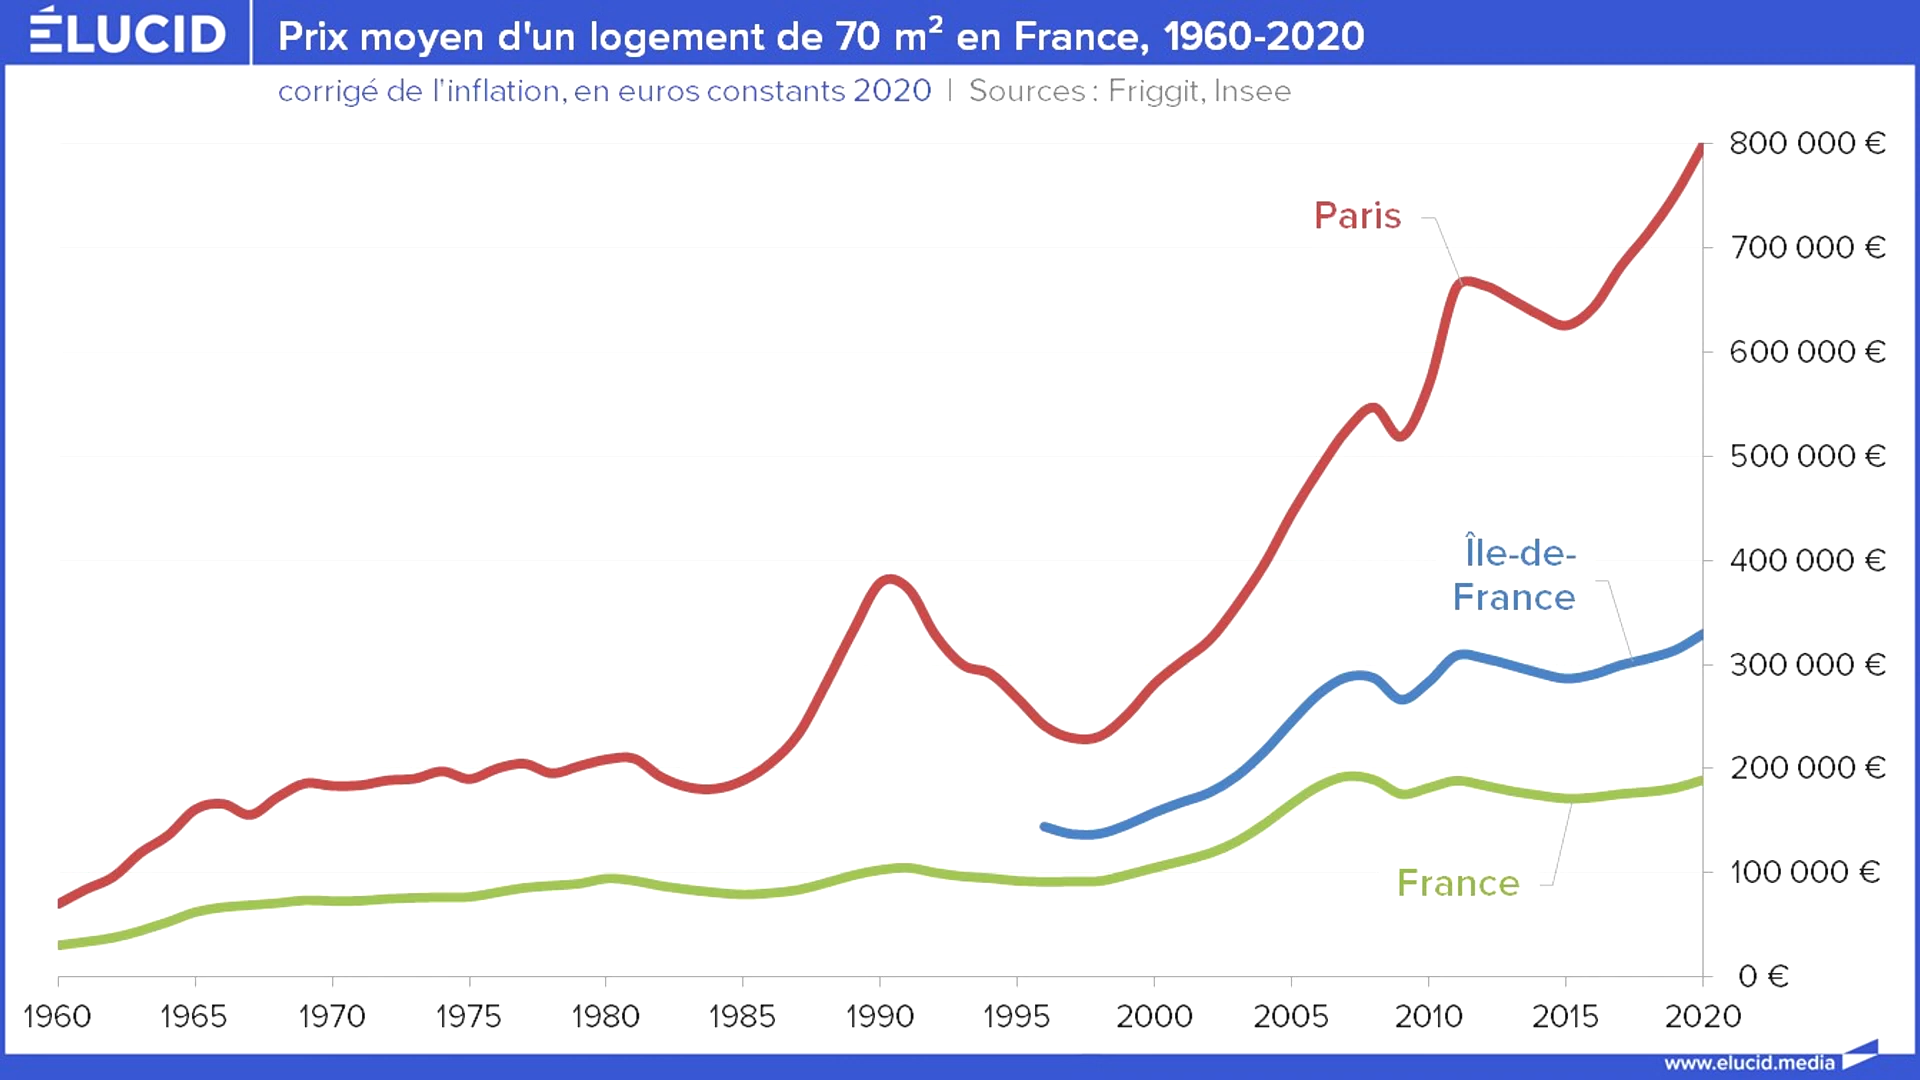 ÉLUCID
Prix moyen d'un logement de 70 m² en France, 1960-2020
corrigé de l'inflation, en euros constants 2020 | Sources : Friggit, Insee
800 000 €
Paris
700 000 €
600 000 €
500 000 €
Île-de-
France
400 000 €
300 000 €
200 000 €
France
100 000 €
0 €
1960 1965 1970 1975 1980 1985 1990 1995 2000 2005 2010 2015 2020
www.elucid.media